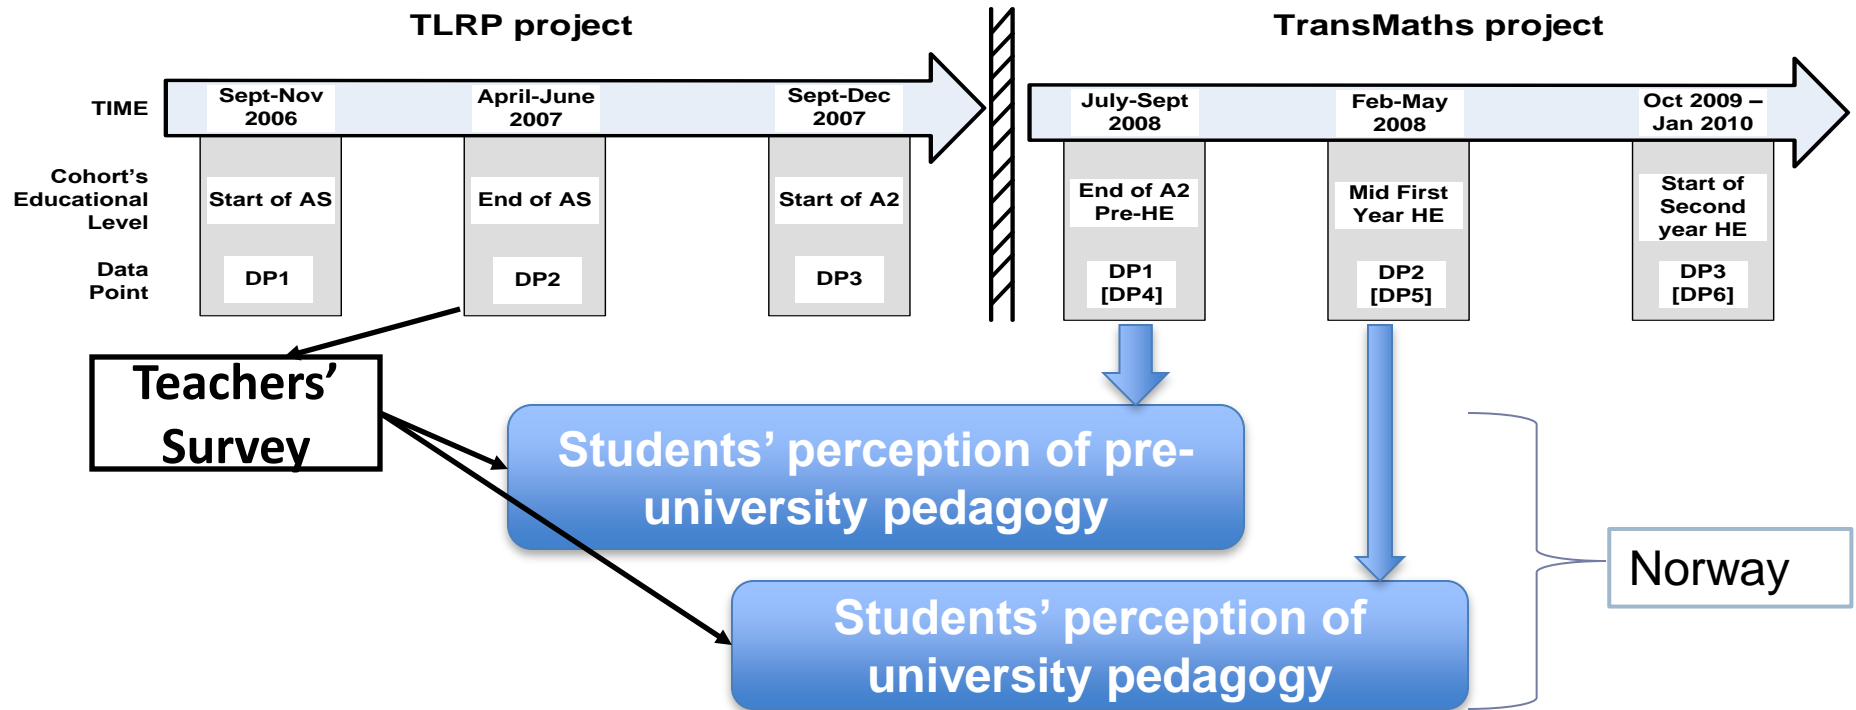 TLRP project
TransMaths project
TIME
Sept-Nov
2006
April-June
2007
Sept-Dec
2007
July-Sept
2008
Feb-May
2008
Oct 2009 –
Jan 2010
Cohort's
Educational
Level
Start of AS
End of AS
Start of A2
End of A2
Pre-HE
Mid First
Year HE
Start of
Second
year HE
Data
Point
DP1
DP2
DP3
DP1
[DP4]
DP2
[DP5]
DP3
[DP6]
Teachers'
Survey
Students' perception of pre-
university pedagogy
Students' perception of
university pedagogy
Norway